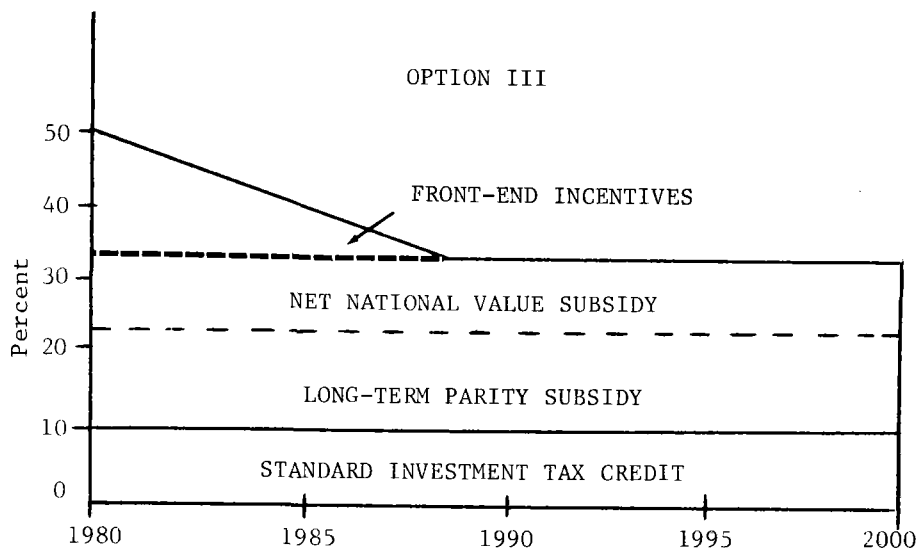 OPTION III
50
FRONT-END INCENTIVES
40
30
NET NATIONAL VALUE SUBSIDY
Percent
20
LONG-TERM PARITY SUBSIDY
10
STANDARD INVESTMENT TAX CREDIT
0
1980 1985 1990 1995 2000